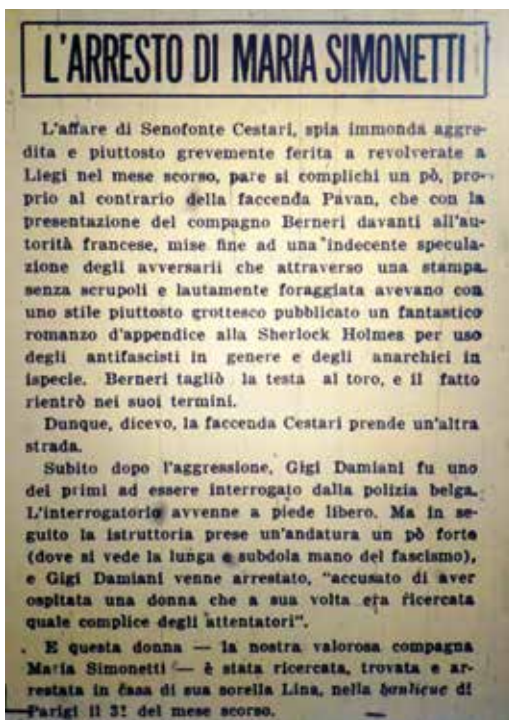 L'ARRESTO DI MARIA SIMONETTI
L'affare di Senofonte Cestari, spia immonda aggre-
dita e piuttosto grevemente ferita a revolverate a
Liegi nel mese scorso, pare si complichi un pò, pro-
prio al contrario della faccenda Pavan, che con la
presentazione del compagno Berneri davanti all'au-
torità francese, mise fine ad una indecente specula-
zione degli avversarii che attraverso una stampa
senza scrupoli e lautamente foraggiata avevano con
uno stile piuttosto grottesco pubblicato un fantastico
romanzo d'appendice alla Sherlock Holmes per uso
degli antifascisti in genere e degli anarchici in
ispecie. Berneri tagliò la testa al toro, e il fatto
rientrò nei suoi termini.
Dunque, dicevo, la faccenda Cestari prende un'altra
strada.
Subito dopo l'aggressione, Gigi Damiani fu uno
dei primi ad essere interrogato dalla polizia belga.
L'interrogatorio avvenne a piede libero. Ma in se-
guito la istruttoria prese un'andatura un pò forte
(dove si vede la lunga e subdola mano del fascismo),
e Gigi Damiani venne arrestato, "accusato di aver
ospitata una donna che a sua volta era ricercata
quale complice degli attentatori".
E questa donna — la nostra valorosa compagna
Maria Simonetti — è stata ricercata, trovata e ar-
restata in casa di sua sorella Lina, nella banlieue di
Parigi il 31 del mese scorso.